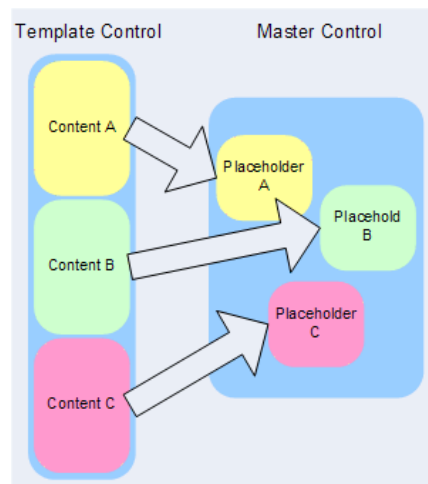 Template Control
Master Control
Content A
Placeholder
A
Placehold
B
Content B
Placeholder
C
Content C